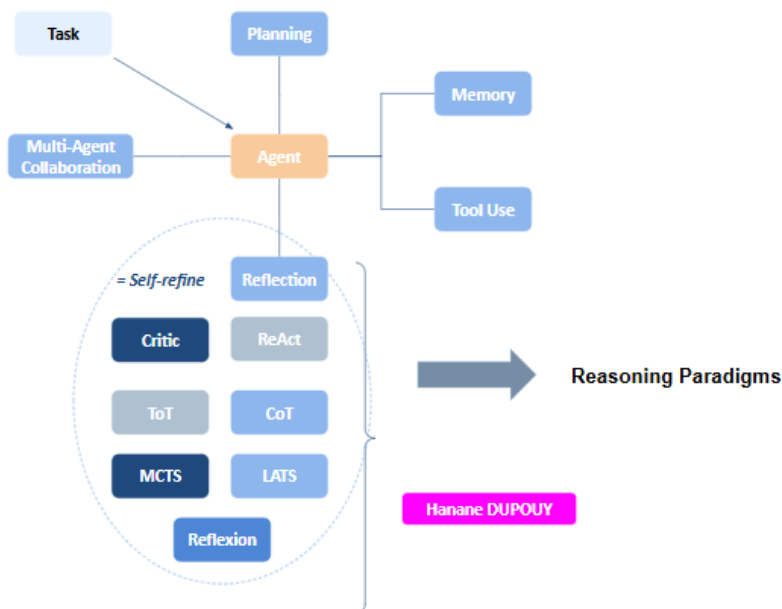 Task
Planning
Memory
Multi-Agent
Collaboration
Agent
Tool Use
= Self-refine
Reflection
Critic
ReAct
Reasoning Paradigms
ToT
CoT
MCTS
LATS
Hanane DUPOUY
Reflexion